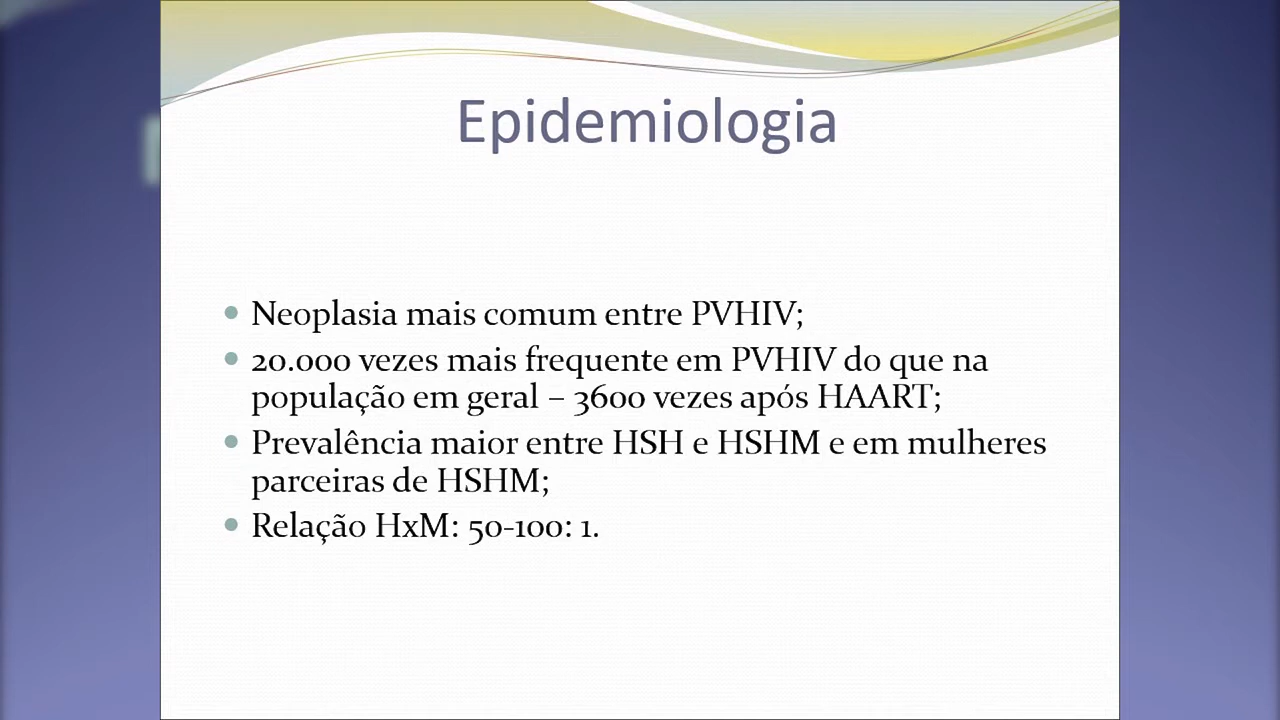 Epidemiologia
• Neoplasia mais comum entre PVHIV;
• 20.000 vezes mais frequente em PVHIV do que na
população em geral – 3600 vezes após HAART;
• Prevalência maior entre HSH e HSHM e em mulheres
parceiras de HSHM;
• Relação HxM: 50-100: 1.